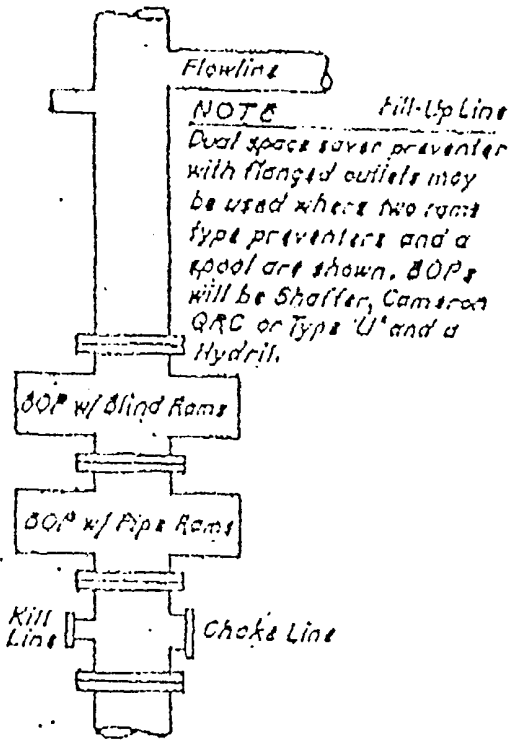 Flowline
NOTE Fill-Up Line
Dual space saver preventer
with flanged outlets may
be used where two rams
type preventers and a
spool are shown. BOPs
will be Shaffer, Cameron
QRC or Type "U" and a
Hydril.
BOP w/ Blind Rams
BOP w/ Pipe Rams
Kill
Line
Choke Line